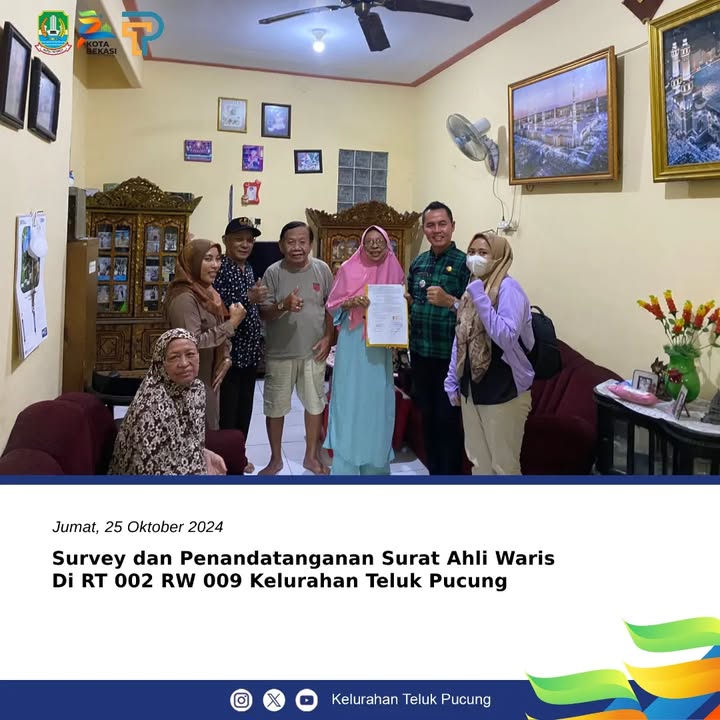 KOTA
BEKASI
Jumat, 25 Oktober 2024
Survey dan Penandatanganan Surat Ahli Waris
Di RT 002 RW 009 Kelurahan Teluk Pucung
Kelurahan Teluk Pucung